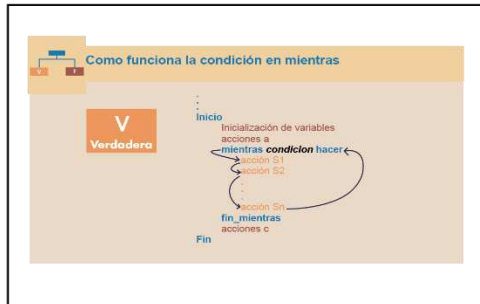 Como funciona la condición en mientras
V F
V
Verdadera
.
.
.
Inicio
Inicialización de variables
acciones a
mientras condicion hacer
acción S1
acción S2
.
.
.
acción Sn
fin_mientras
acciones c
Fin